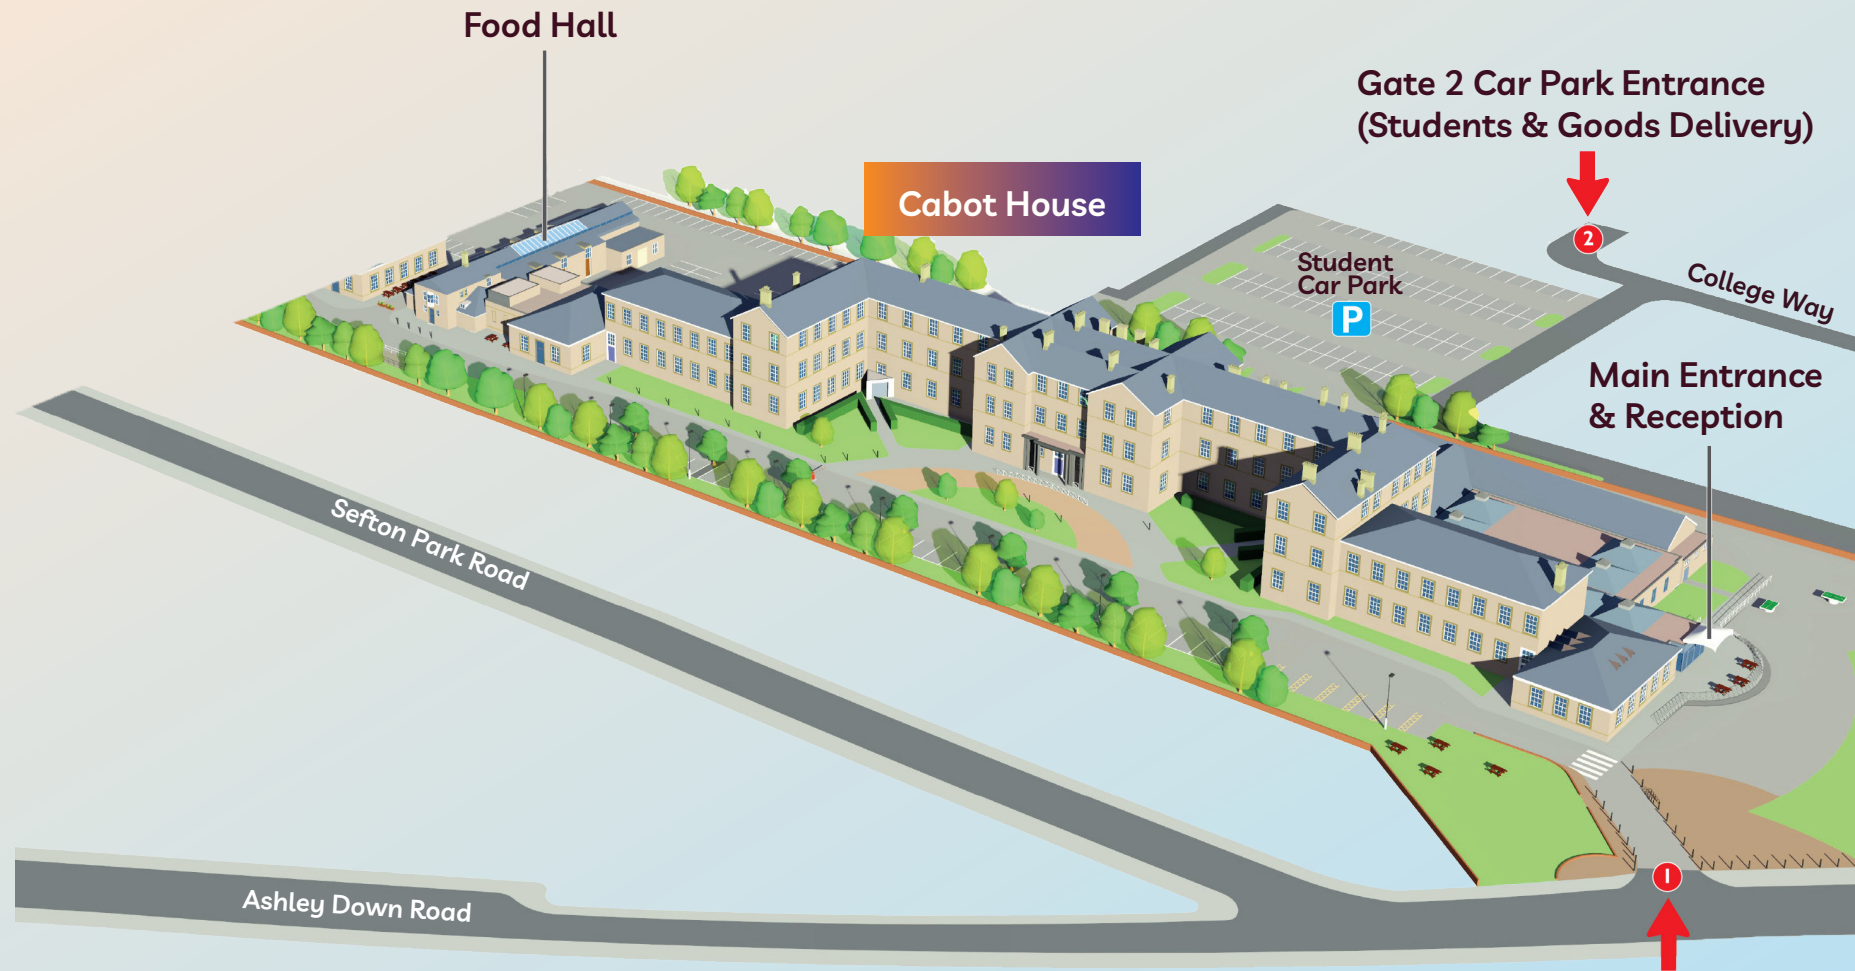 Food Hall
Gate 2 Car Park Entrance
(Students & Goods Delivery)
Cabot House
2
Student
Car Park
P
College Way
Main Entrance
& Reception
Sefton Park Road
1
Ashley Down Road